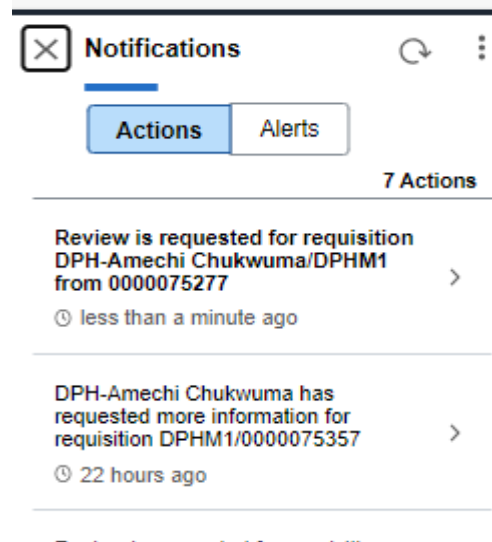 Notifications
Actions
Alerts
7 Actions
Review is requested for requisition
DPH-Amechi Chukwuma/DPHM1
from 0000075277
less than a minute ago
DPH-Amechi Chukwuma has
requested more information for
requisition DPHM1/0000075357
22 hours ago